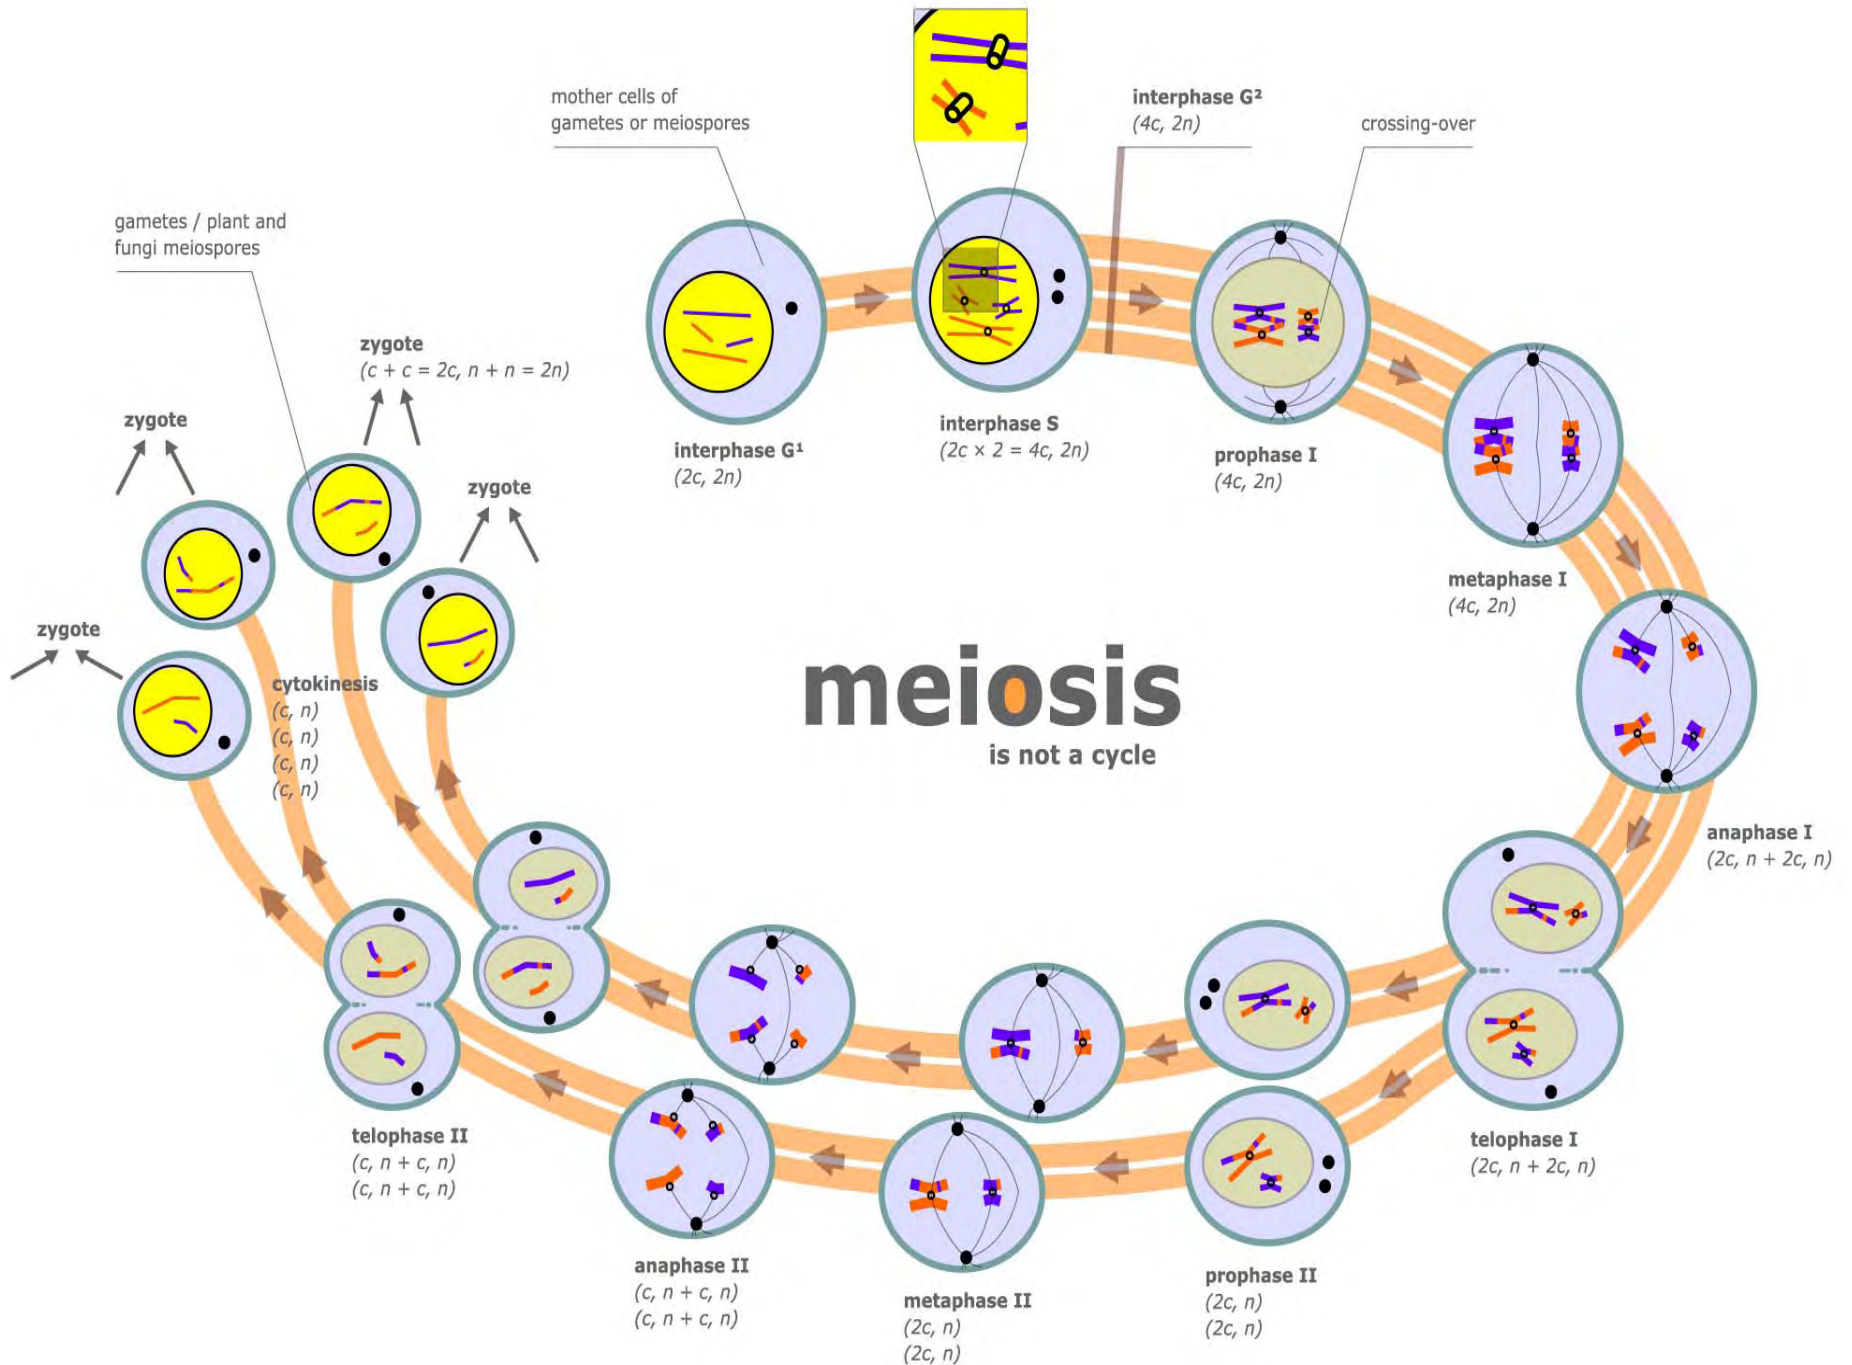 mother cells of
gametes or meiospores
interphase G²
(4c, 2n)
crossing-over
gametes / plant and
fungi meiospores
zygote
(c + c = 2c, n + n = 2n)
zygote
zygote
zygote
interphase G¹
(2c, 2n)
interphase S
(2c × 2 = 4c, 2n)
prophase I
(4c, 2n)
metaphase I
(4c, 2n)
meiosis
is not a cycle
cytokinesis
(c, n)
(c, n)
(c, n)
(c, n)
anaphase I
(2c, n + 2c, n)
telophase I
(2c, n + 2c, n)
telophase II
(c, n + c, n)
(c, n + c, n)
anaphase II
(c, n + c, n)
(c, n + c, n)
metaphase II
(2c, n)
(2c, n)
prophase II
(2c, n)
(2c, n)